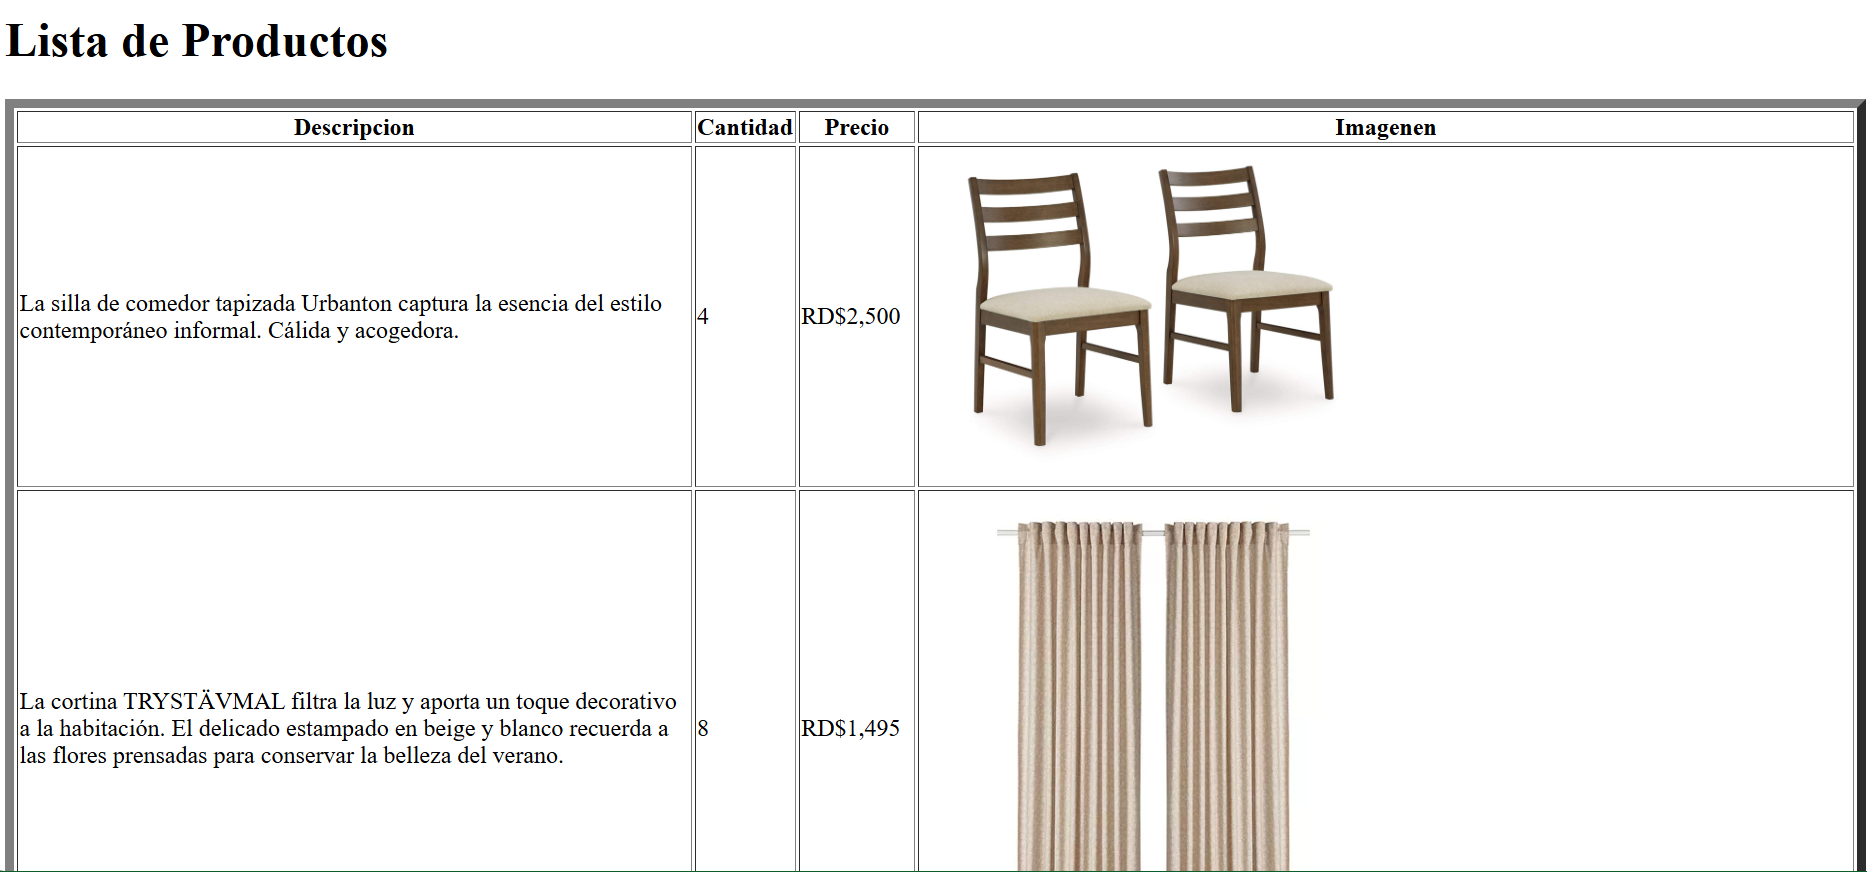 Lista de Productos
Descripcion Cantidad Precio Imagenen
La silla de comedor tapizada Urbanton captura la esencia del estilo
contemporáneo informal. Cálida y acogedora.
4
RD$2,500
La cortina TRYSTÄVMAL filtra la luz y aporta un toque decorativo
a la habitación. El delicado estampado en beige y blanco recuerda a
las flores prensadas para conservar la belleza del verano.
8
RD$1,495